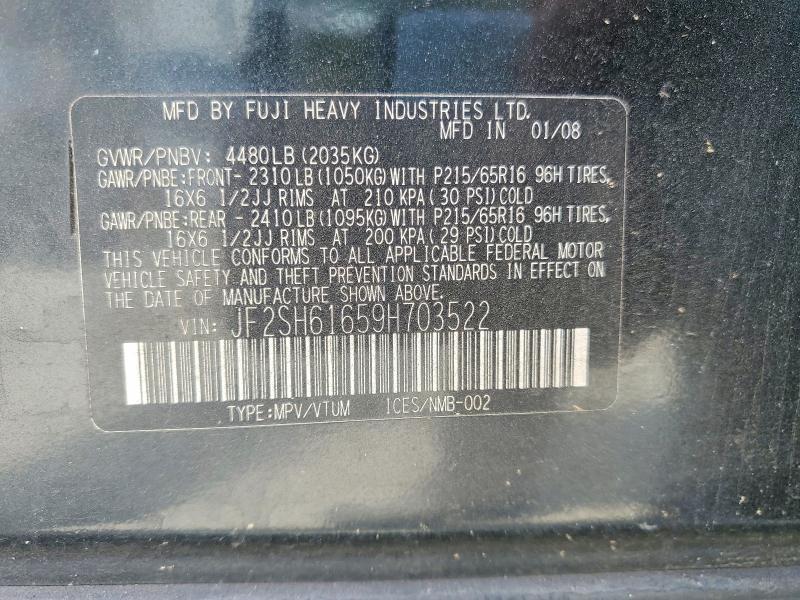 MFD BY FUJI HEAVY INDUSTRIES LTD.
MFD IN 01/08
GVWR/PNBV: 4480LB (2035KG)
GAWR/PNBE:FRONT- 2310LB (1050KG)WITH P215/65R16 96H TIRES,
16X6 1/2JJ RIMS AT 210 KPA( 30 PSI)COLD
GAWR/PNBE:REAR - 2410LB (1095KG)WITH P215/65R16 96H TIRES,
16X6 1/2JJ RIMS AT 200 KPA( 29 PSI)COLD
THIS VEHICLE CONFORMS TO ALL APPLICABLE FEDERAL MOTOR
VEHICLE SAFETY AND THEFT PREVENTION STANDARDS IN EFFECT ON
THE DATE OF MANUFACTURE SHOWN ABOVE.
VIN: JF2SH61659H703522
TYPE:MPV/VTUM ICES/NMB-002